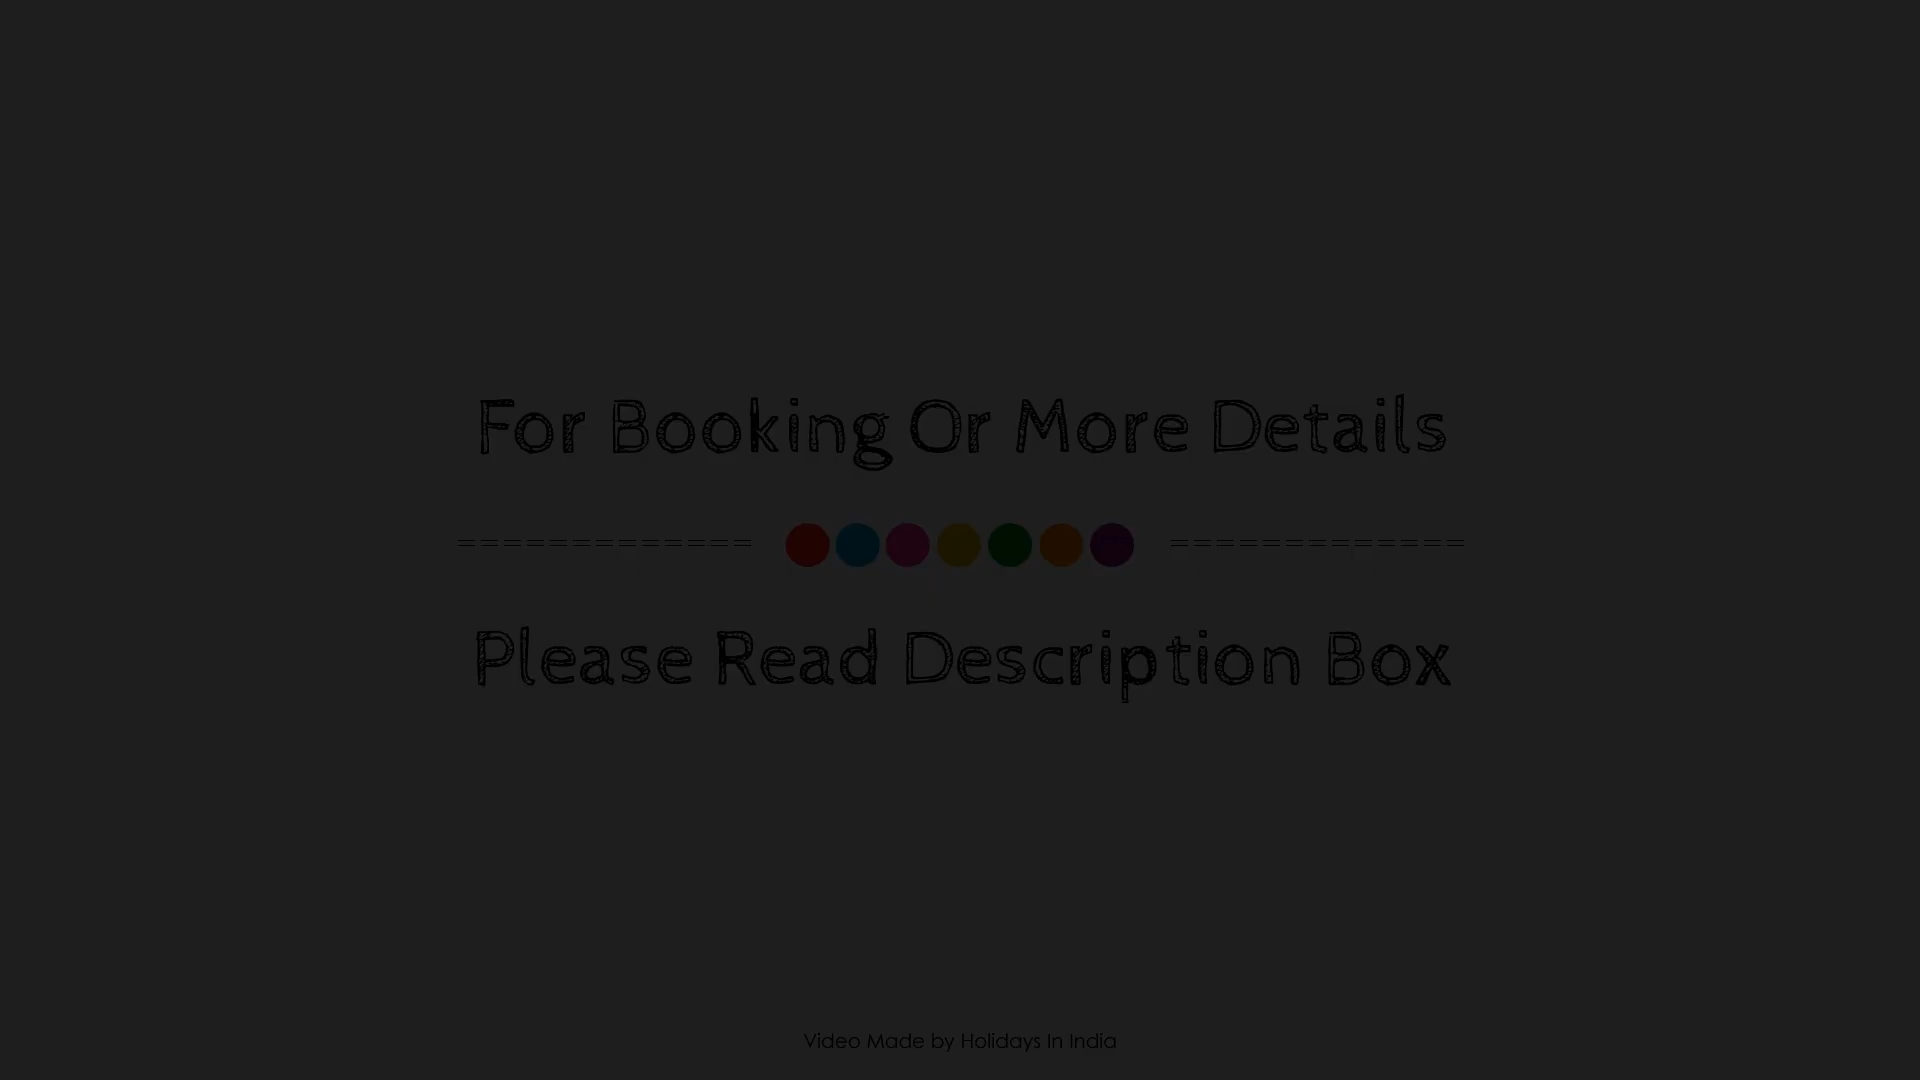 For Booking Or More Details
============= =============
Please Read Description Box
Video Made by Holidays In India